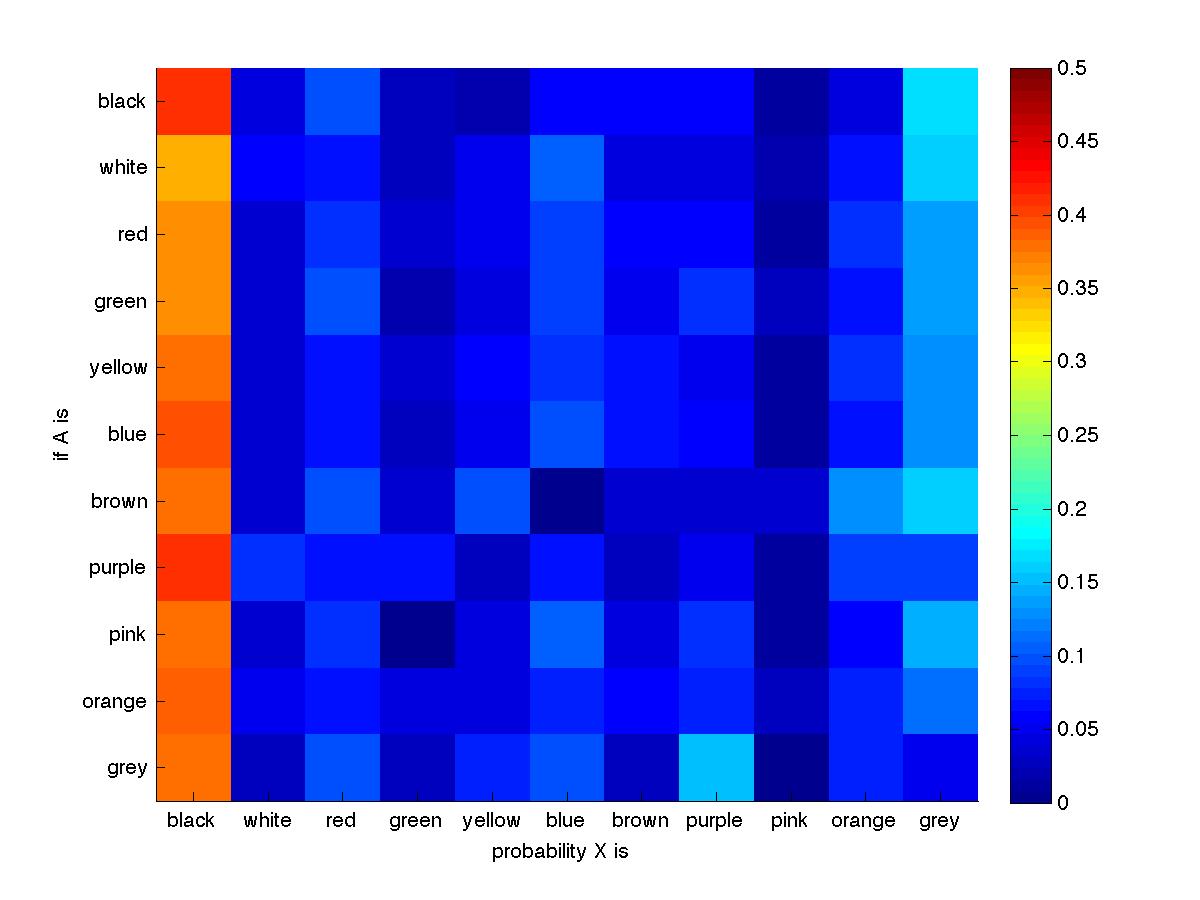 0.5
black
0.45
white
0.4
red
0.35
green
0.3
yellow
0.25
if A is
blue
brown
0.2
purple
0.15
pink
0.1
orange
0.05
grey
0
black white red green yellow blue brown purple pink orange grey
probability X is